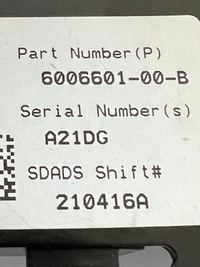 Part Number(P)
6006601-00-B
Serial Number(s)
A21DG
SDADS Shift#
210416A